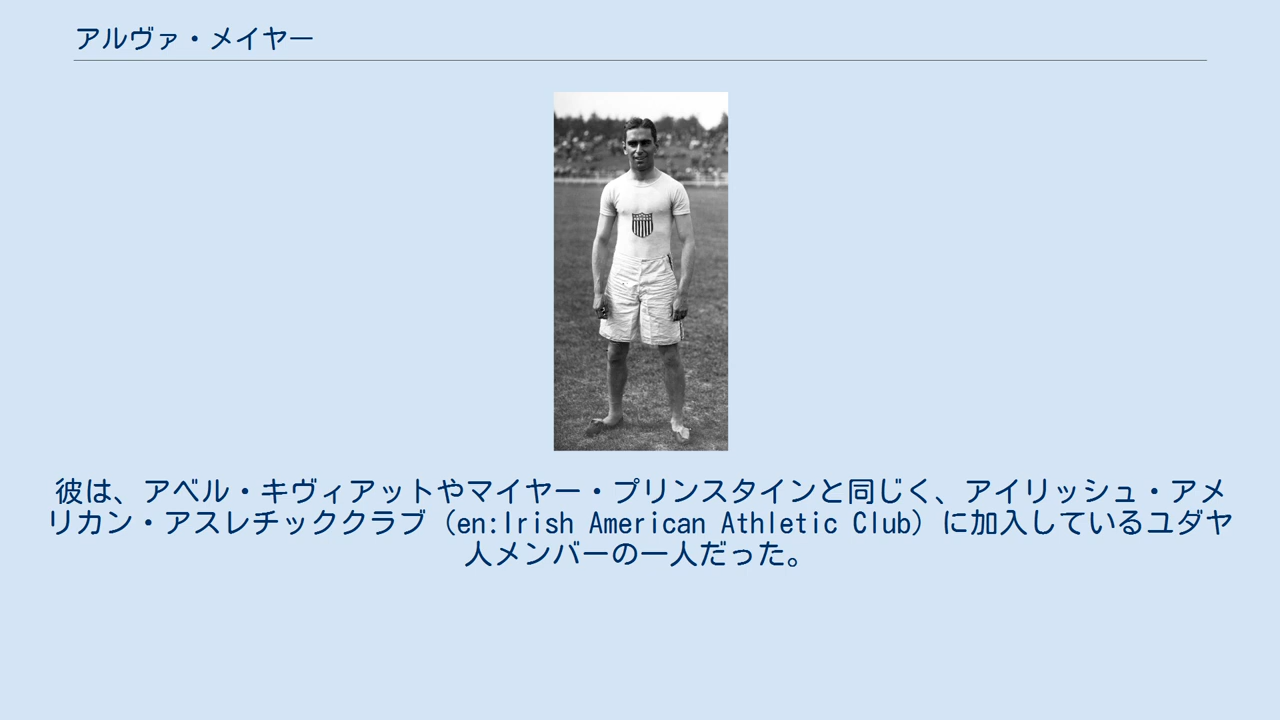 アルヴァ・メイヤー
彼は、アベル・キヴィアットやマイヤー・プリンスタインと同じく、アイリッシュ・アメ
リカン・アスレチッククラブ（en:Irish American Athletic Club）に加入しているユダヤ
人メンバーの一人だった。